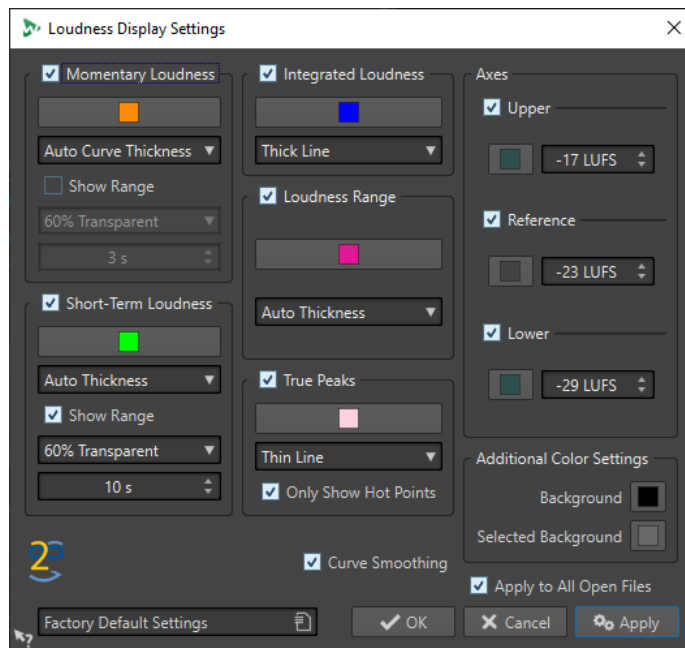 Loudness Display Settings
Momentary Loudness
Auto Curve Thickness
Show Range
60% Transparent
3 s
Short-Term Loudness
Auto Thickness
Show Range
60% Transparent
10 s
Integrated Loudness
Thick Line
Loudness Range
Auto Thickness
True Peaks
Thin Line
Only Show Hot Points
Curve Smoothing
Axes
Upper
-17 LUFS
Reference
-23 LUFS
Lower
-29 LUFS
Additional Color Settings
Background
Selected Background
Apply to All Open Files
Factory Default Settings
OK
Cancel
Apply